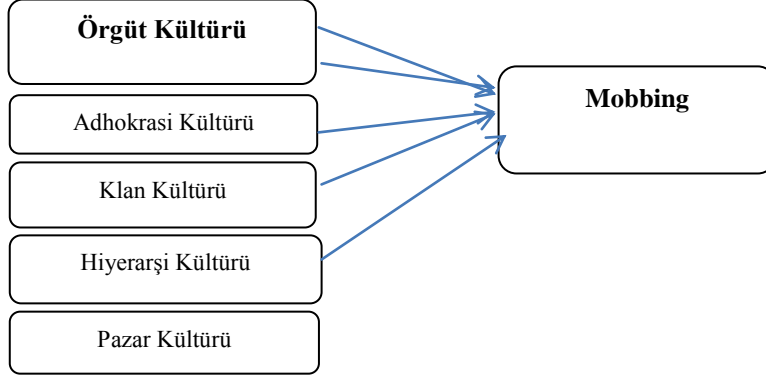 Örgüt Kültürü
Mobbing
Adhokrasi Kültürü
Klan Kültürü
Hiyerarşi Kültürü
Pazar Kültürü